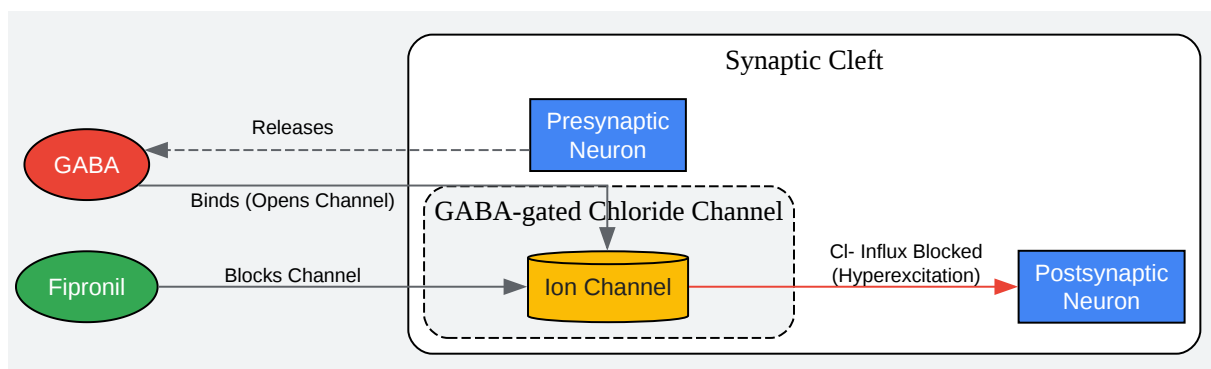 Synaptic Cleft
Presynaptic
Neuron
Releases
GABA
Binds (Opens Channel)
GABA-gated Chloride Channel
Cl- Influx Blocked
(Hyperexcitation)
Fipronil
Blocks Channel
Ion Channel
Postsynaptic
Neuron